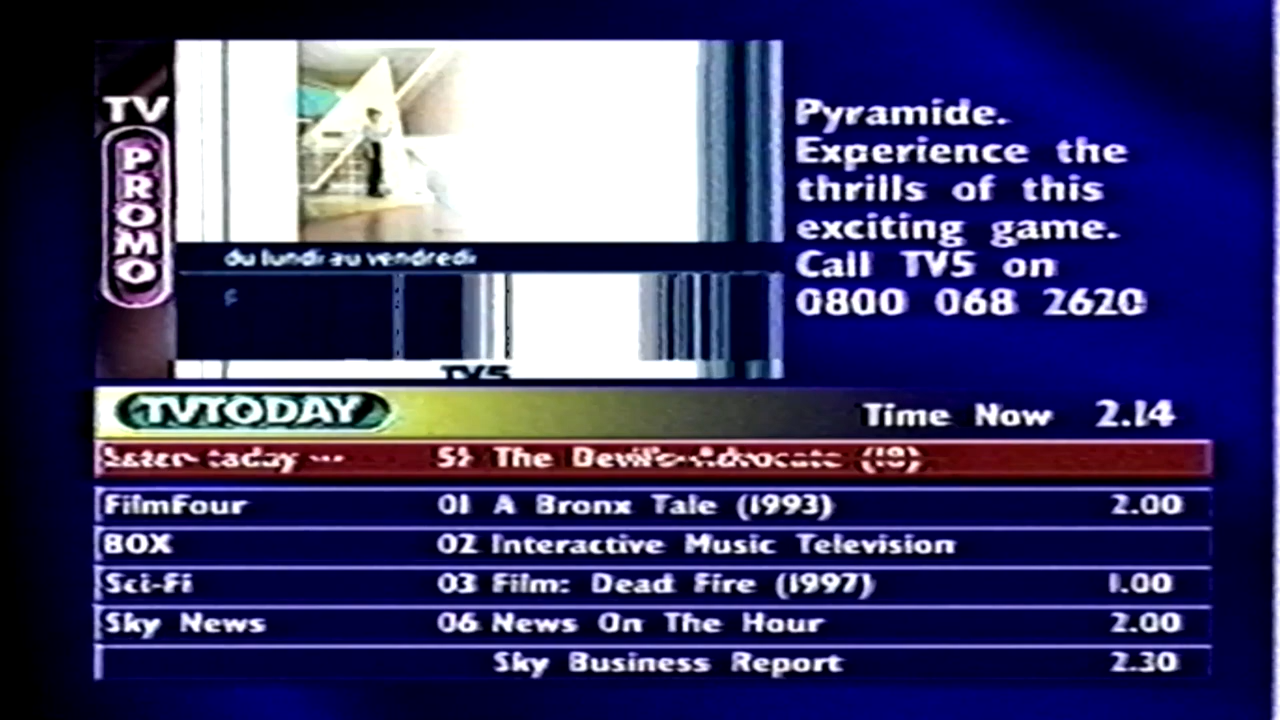 TV
PROMO
Pyramide.
Experience the
thrills of this
exciting game.
Call TV5 on
0800 068 2620
du lundi au vendredi
TV5
TVTODAY
Time Now 2.14
Later today ... 51 The Devil's Advocate (18)
FilmFour 01 A Bronx Tale (1993) 2.00
BOX 02 Interactive Music Television
Sci-Fi 03 Film: Dead Fire (1997) 1.00
Sky News 06 News On The Hour 2.00
Sky Business Report 2.30